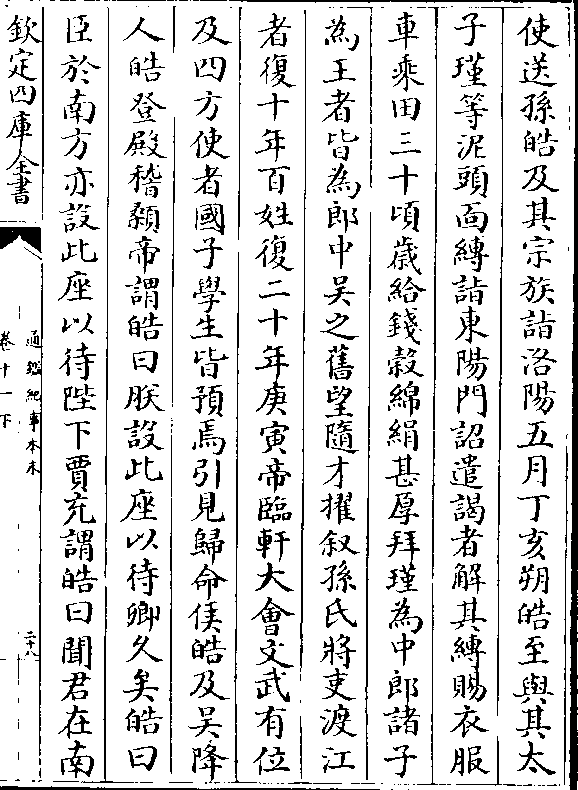 使送孫皓及其宗族詣洛陽五月丁亥朔皓至與其太
子瑾等泥頭面縛詣東陽門詔遣謁者解其縛賜衣服
車乘田三十頃歲給錢穀綿絹甚厚拜瑾為中郎諸子
為王者皆為郎中吴之舊望隨才擢叙孫氏將吏渡江
者復十年百姓復二十年庚寅帝臨軒大會文武有位
及四方使者國子學生皆預焉引見歸命侯皓及吴降
人皓登殿稽顙帝謂皓曰朕設此座以待卿久矣皓曰
臣於南方亦設此座以待陛下賈充謂皓曰聞君在南
欽定四庫全書
通鑑紀事本末
卷十一下
二十八